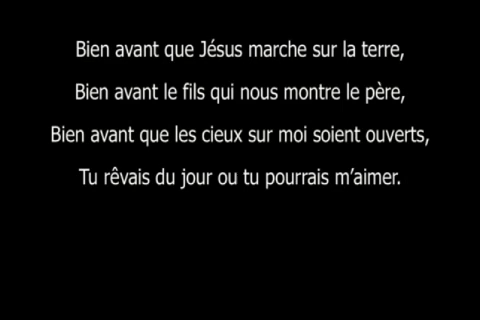 Bien avant que Jésus marche sur la terre,
Bien avant le fils qui nous montre le père,
Bien avant que les cieux sur moi soient ouverts,
Tu rêvais du jour ou tu pourrais m’aimer.